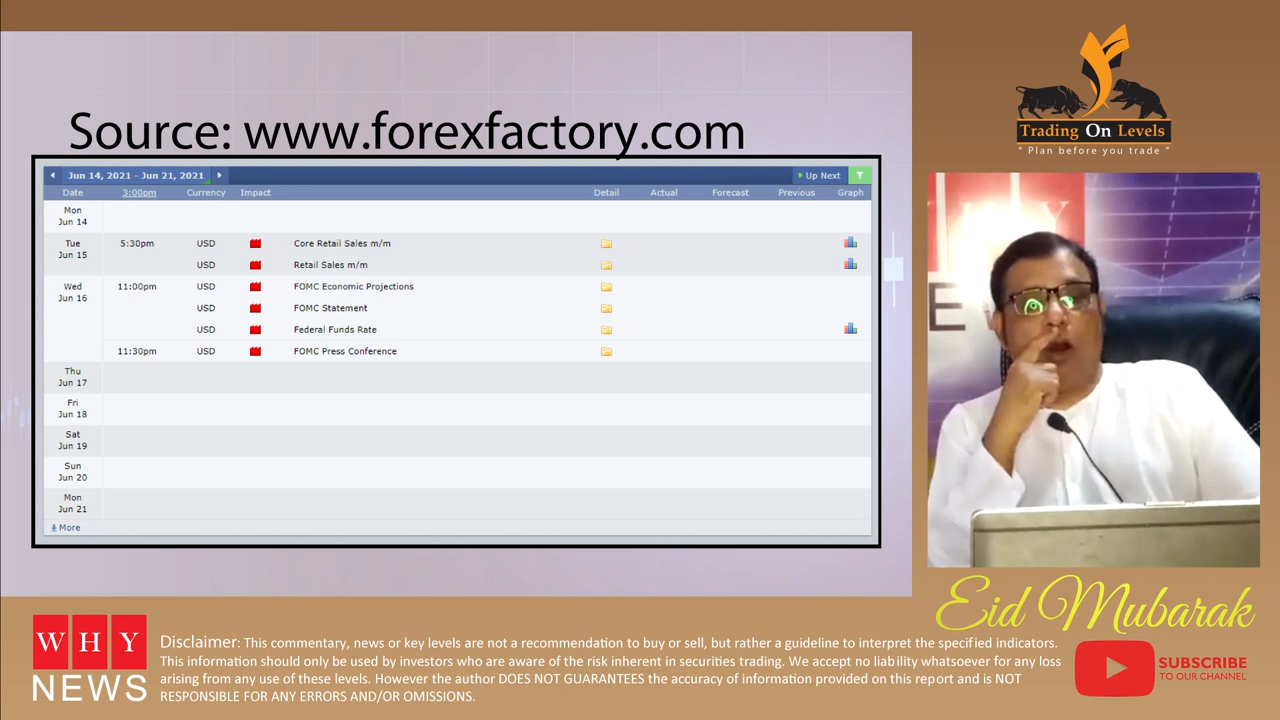 Source: www.forexfactory.com
Jun 14, 2021 - Jun 21, 2021
Up Next
Date 3:00pm Currency Impact Detail Actual Forecast Previous Graph
Mon
Jun 14
Tue
Jun 15
5:30pm USD Core Retail Sales m/m
USD Retail Sales m/m
Wed
Jun 16
11:00pm USD FOMC Economic Projections
USD FOMC Statement
USD Federal Funds Rate
11:30pm USD FOMC Press Conference
Thu
Jun 17
Fri
Jun 18
Sat
Jun 19
Sun
Jun 20
Mon
Jun 21
More
Trading On Levels
" Plan before you trade "
Eid Mubarak
WHY
NEWS
Disclaimer: This commentary, news or key levels are not a recommendation to buy or sell, but rather a guideline to interpret the specified indicators.
This information should only be used by investors who are aware of the risk inherent in securities trading. We accept no liability whatsoever for any loss
arising from any use of these levels. However the author DOES NOT GUARANTEES the accuracy of information provided on this report and is NOT
RESPONSIBLE FOR ANY ERRORS AND/OR OMISSIONS.
SUBSCRIBE
TO OUR CHANNEL